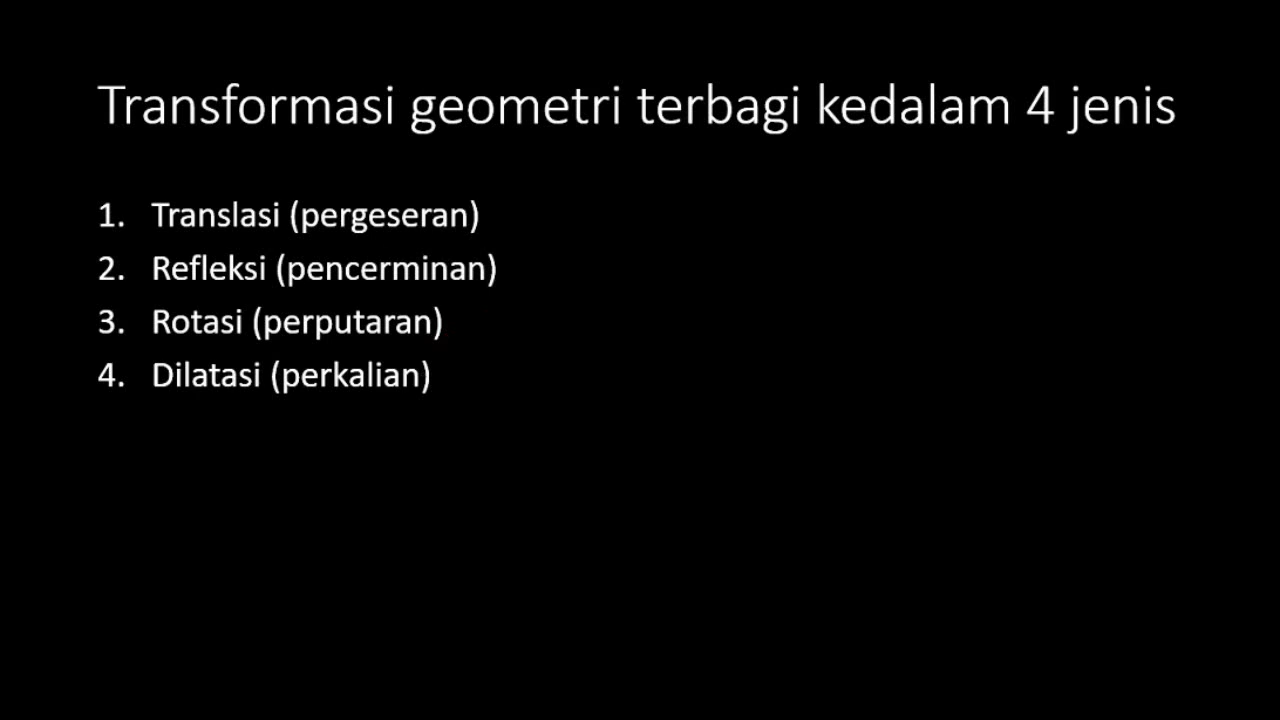 Transformasi geometri terbagi kedalam 4 jenis
1. Translasi (pergeseran)
2. Refleksi (pencerminan)
3. Rotasi (perputaran)
4. Dilatasi (perkalian)